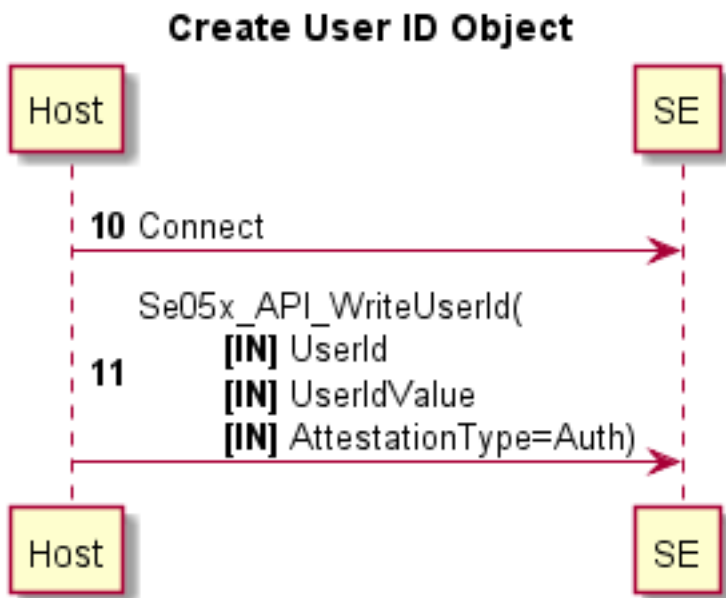 Create User ID Object
Host
SE
10 Connect
Se05x_API_WriteUserId(
[IN] UserId
11
[IN] UserIdValue
[IN] AttestationType=Auth)
Host
SE